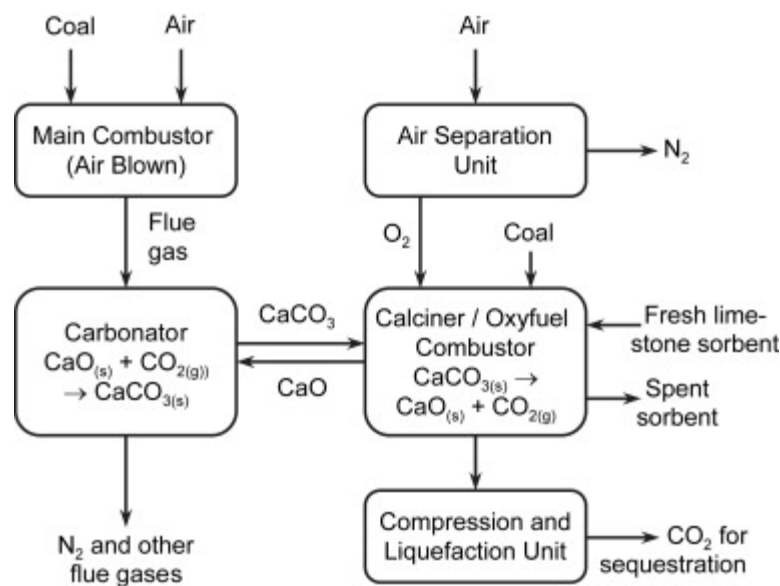 Coal
Air
Air
Main Combustor
(Air Blown)
Air Separation
Unit
N₂
Flue
gas
O₂
Coal
Carbonator
CaO(s) + CO₂(g))
→ CaCO₃(s)
CaCO₃
CaO
Calciner / Oxyfuel
Combustor
CaCO₃(s) →
CaO(s) + CO₂(g)
Fresh lime-
stone sorbent
Spent
sorbent
N₂ and other
flue gases
Compression and
Liquefaction Unit
CO₂ for
sequestration